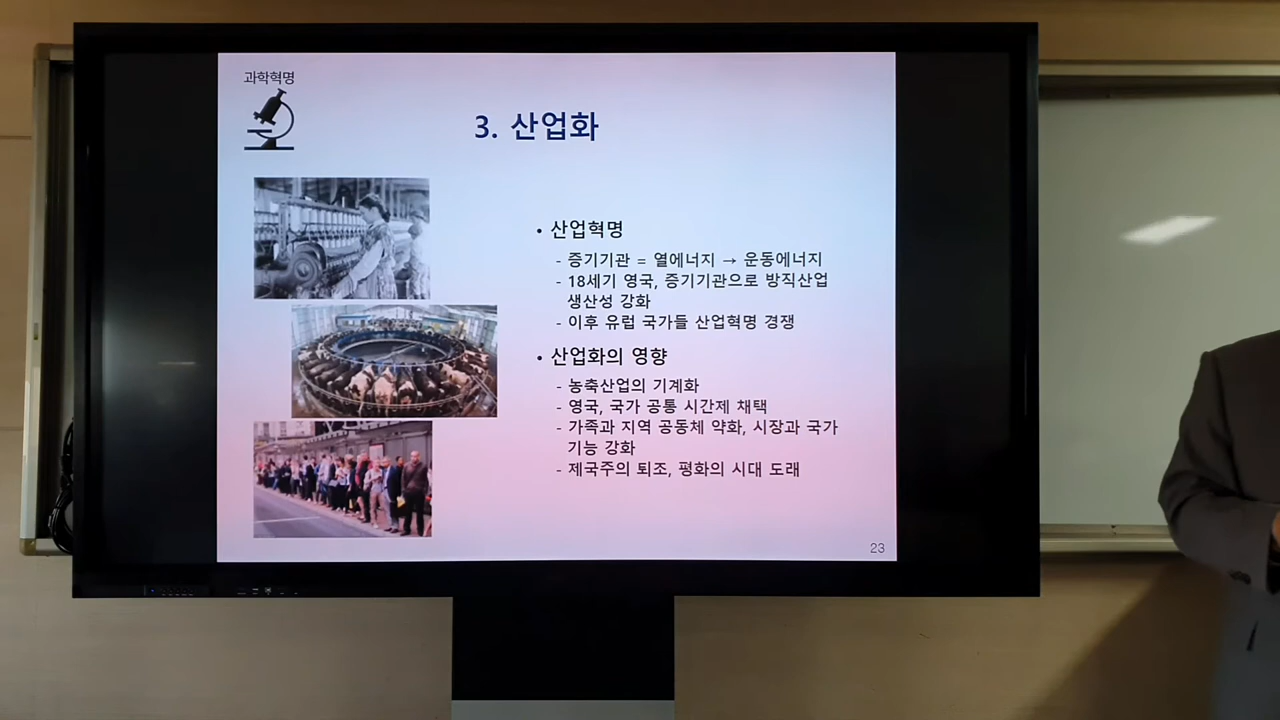 과학혁명
3. 산업화
• 산업혁명
- 증기기관 = 열에너지 → 운동에너지
- 18세기 영국, 증기기관으로 방직산업
생산성 강화
- 이후 유럽 국가들 산업혁명 경쟁
• 산업화의 영향
- 농축산업의 기계화
- 영국, 국가 공통 시간제 채택
- 가족과 지역 공동체 약화, 시장과 국가
기능 강화
- 제국주의 퇴조, 평화의 시대 도래
23